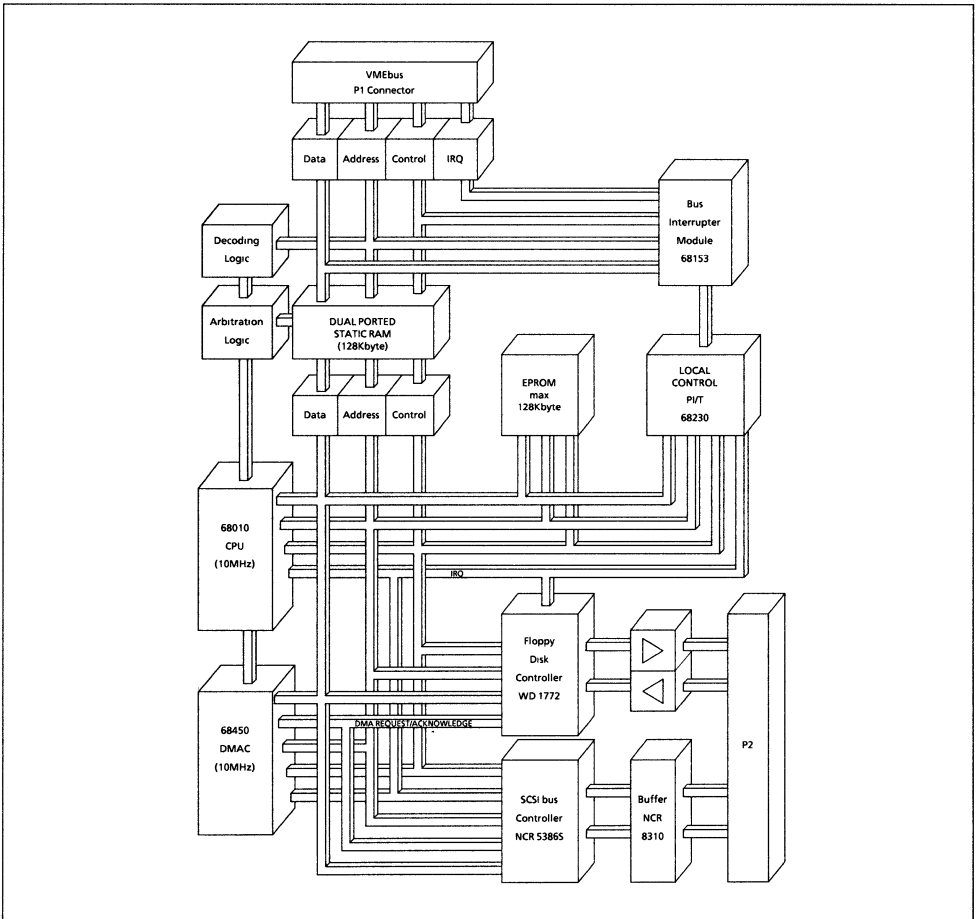 VMEbus
P1 Connector
Data
Address
Control
IRQ
Bus
Interrupter
Module
68153
Decoding
Logic
Arbitration
Logic
DUAL PORTED
STATIC RAM
(128Kbyte)
EPROM
max
128Kbyte
LOCAL
CONTROL
PI/T
68230
Data
Address
Control
68010
CPU
(10MHz)
IRQ
Floppy
Disk
Controller
WD 1772
68450
DMAC
(10MHz)
DMA REQUEST/ACKNOWLEDGE
P2
SCSI bus
Controller
NCR 5386S
Buffer
NCR
8310